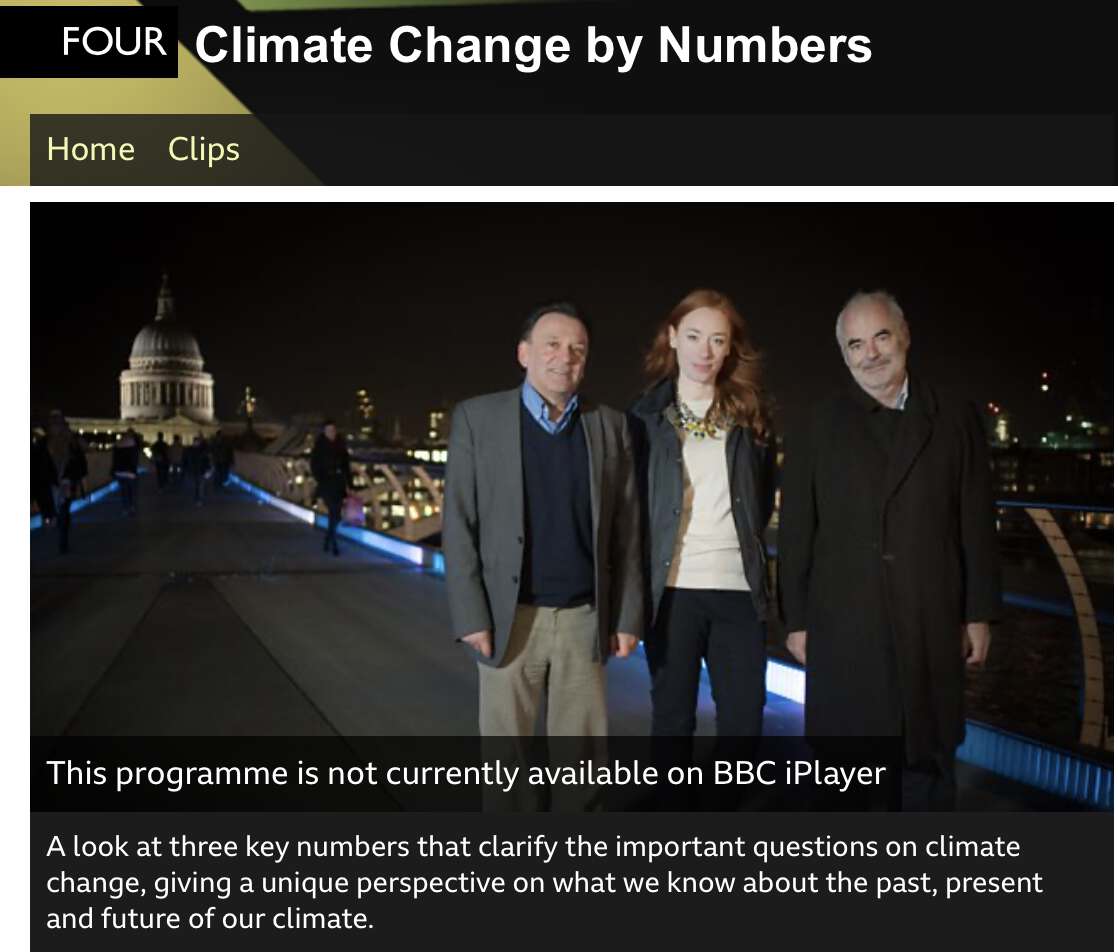 FOUR
Climate Change by Numbers
Home Clips
This programme is not currently available on BBC iPlayer
A look at three key numbers that clarify the important questions on climate
change, giving a unique perspective on what we know about the past, present
and future of our climate.